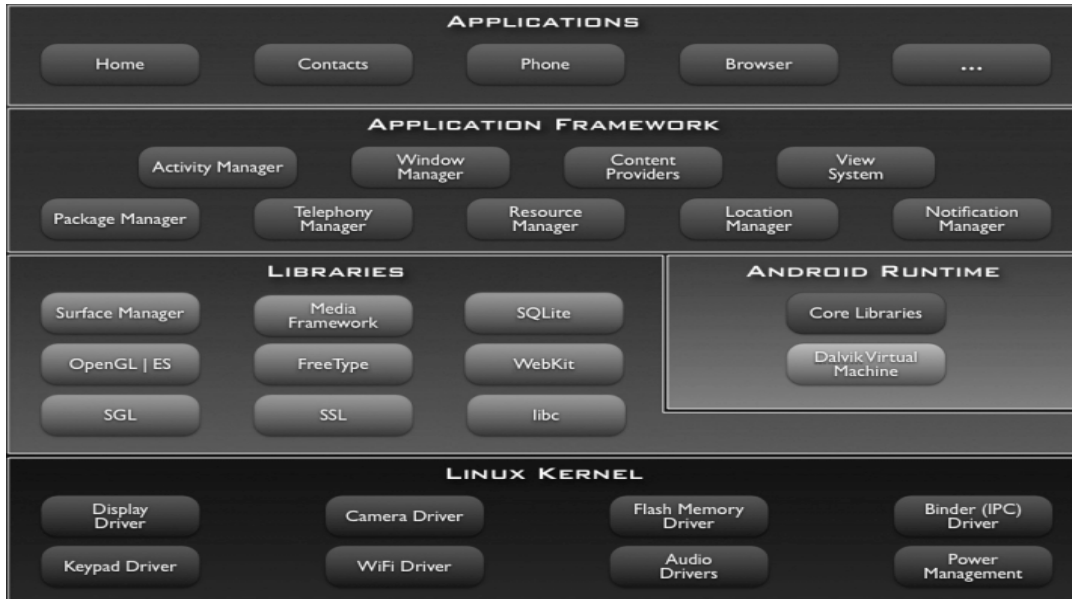 APPLICATIONS
Home
Contacts
Phone
Browser
...
APPLICATION FRAMEWORK
Activity Manager
Window
Manager
Content
Providers
View
System
Package Manager
Telephony
Manager
Resource
Manager
Location
Manager
Notification
Manager
LIBRARIES
Surface Manager
Media
Framework
SQLite
OpenGL | ES
FreeType
WebKit
SGL
SSL
libc
ANDROID RUNTIME
Core Libraries
Dalvik Virtual
Machine
LINUX KERNEL
Display
Driver
Camera Driver
Flash Memory
Driver
Binder (IPC)
Driver
Keypad Driver
WiFi Driver
Audio
Drivers
Power
Management